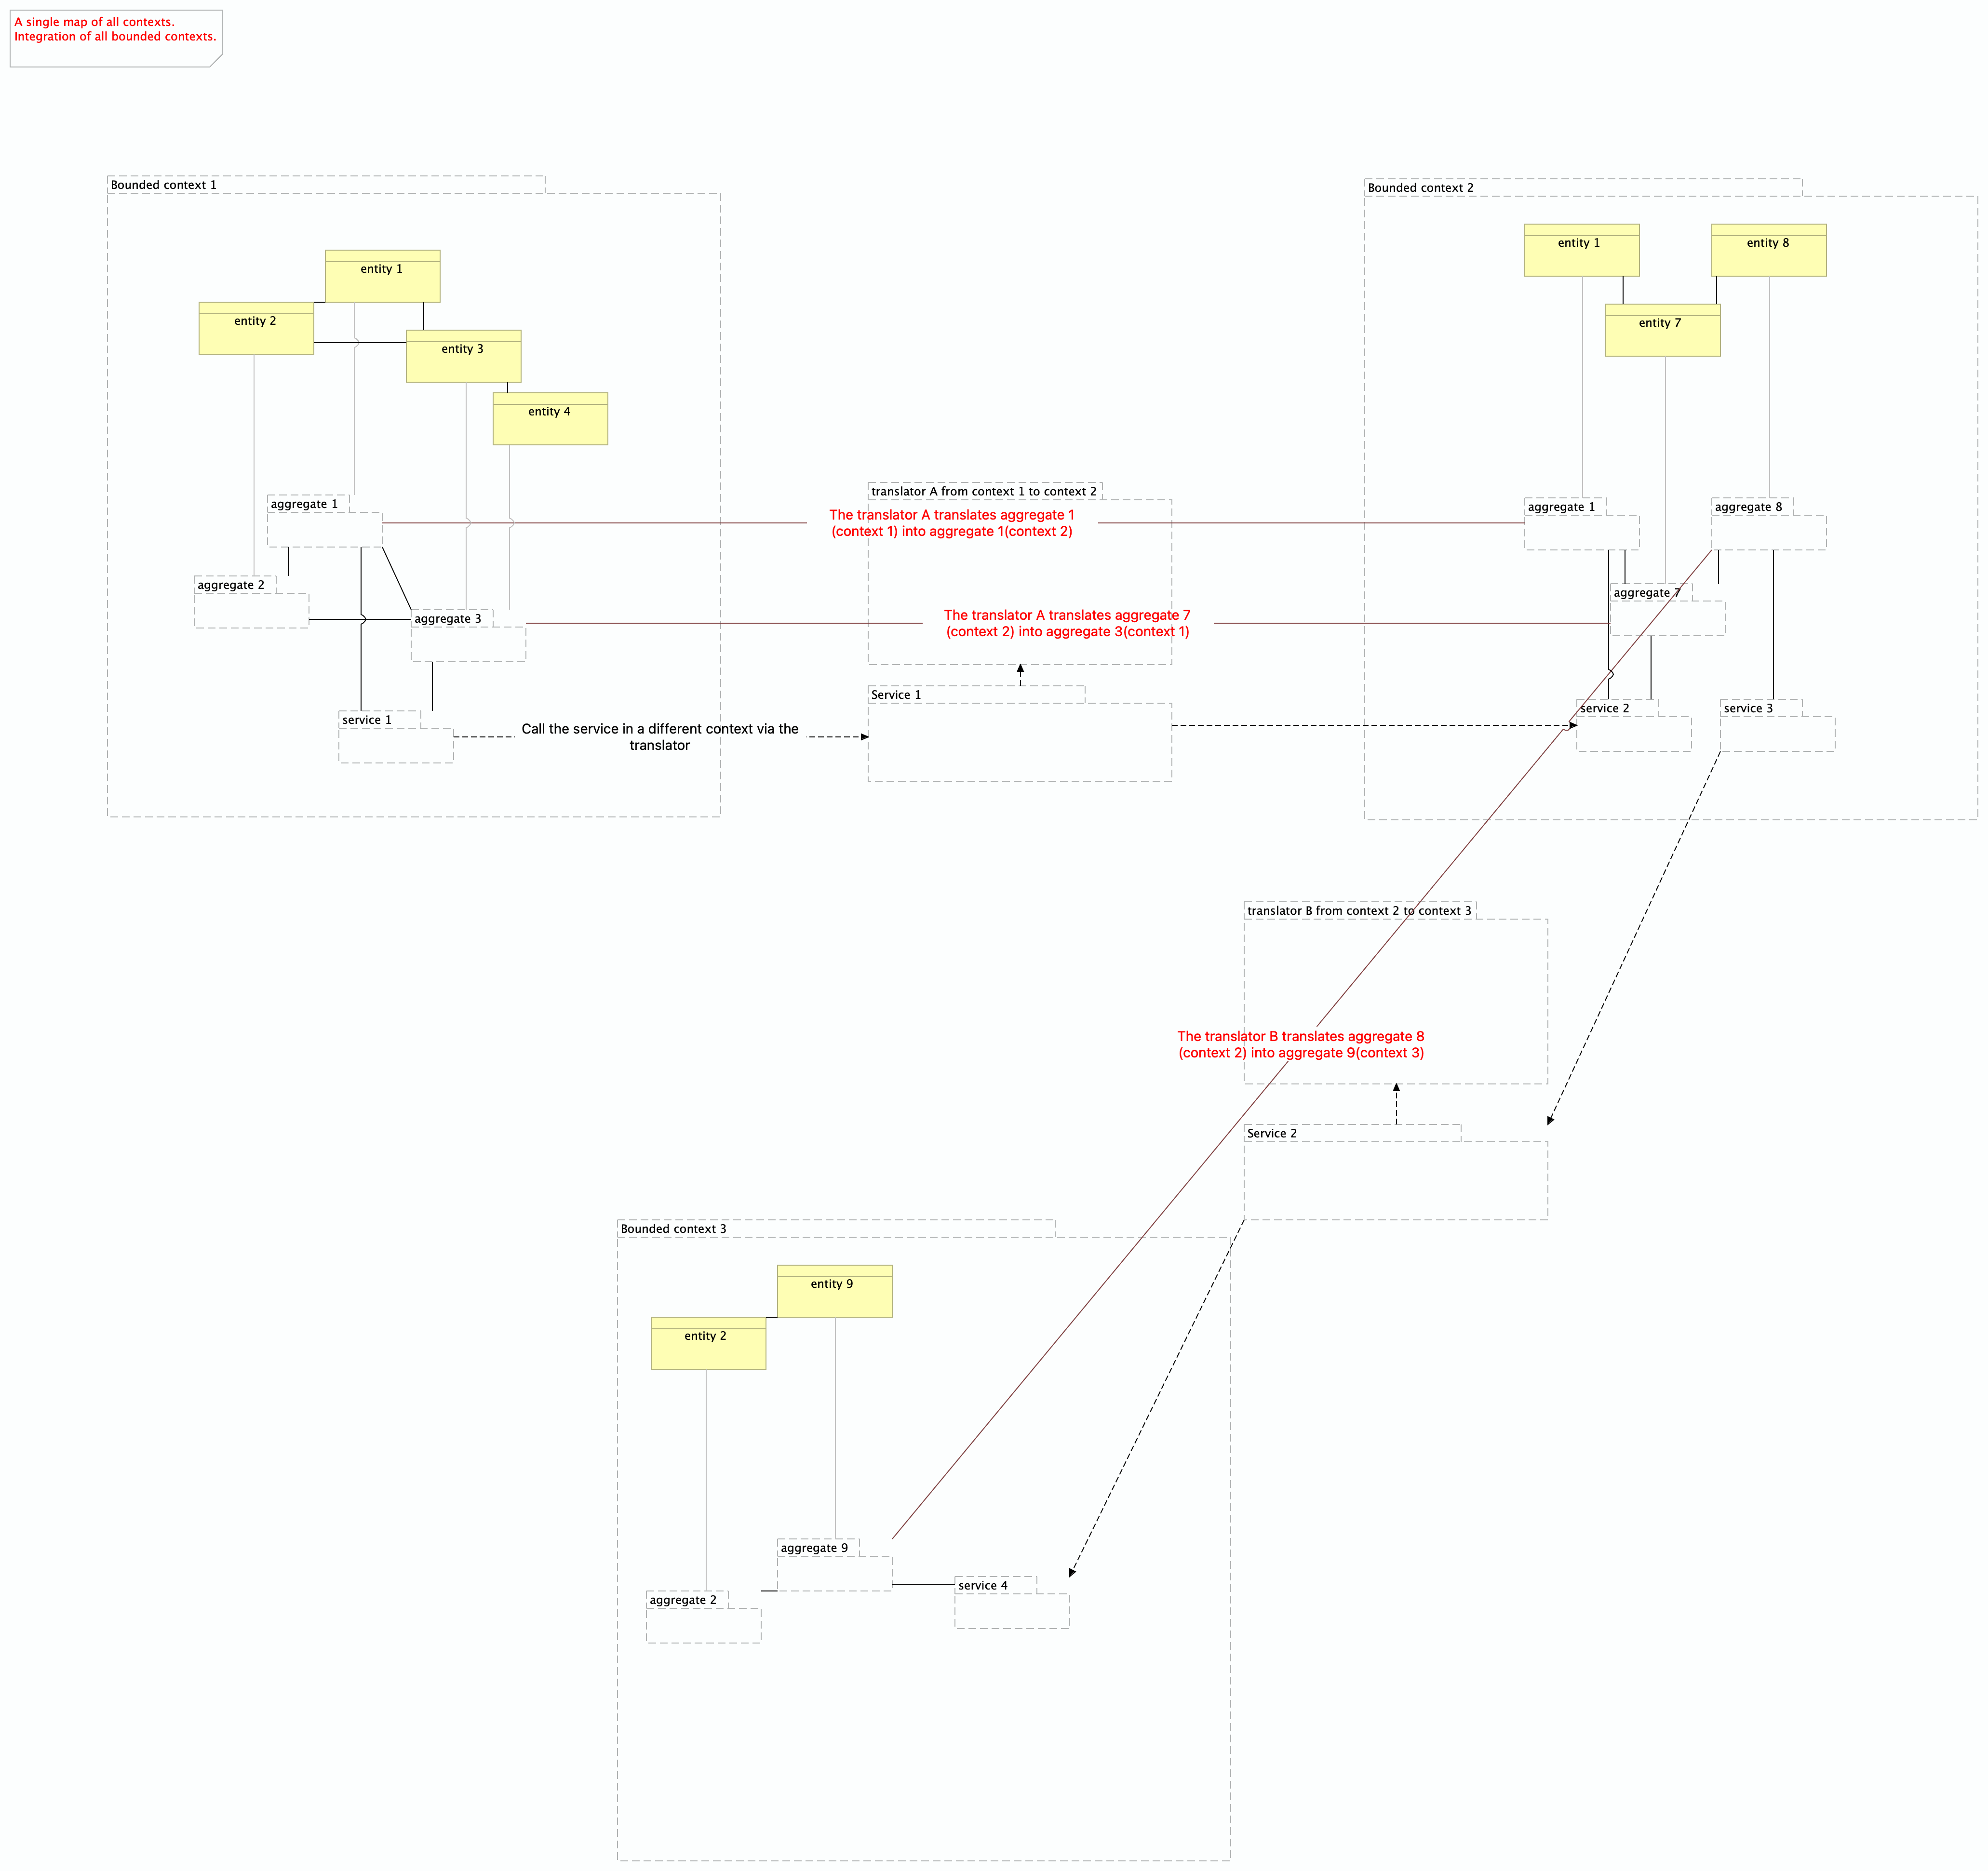 A single map of all contexts.
Integration of all bounded contexts.
Bounded context 1
entity 1
entity 2
entity 3
entity 4
aggregate 1
aggregate 2
aggregate 3
service 1
translator A from context 1 to context 2
The translator A translates aggregate 1
(context 1) into aggregate 1(context 2)
The translator A translates aggregate 7
(context 2) into aggregate 3(context 1)
Service 1
Call the service in a different context via the
translator
Bounded context 2
entity 1
entity 8
entity 7
aggregate 1
aggregate 8
aggregate 7
service 2
service 3
translator B from context 2 to context 3
The translator B translates aggregate 8
(context 2) into aggregate 9(context 3)
Service 2
Bounded context 3
entity 9
entity 2
aggregate 9
aggregate 2
service 4